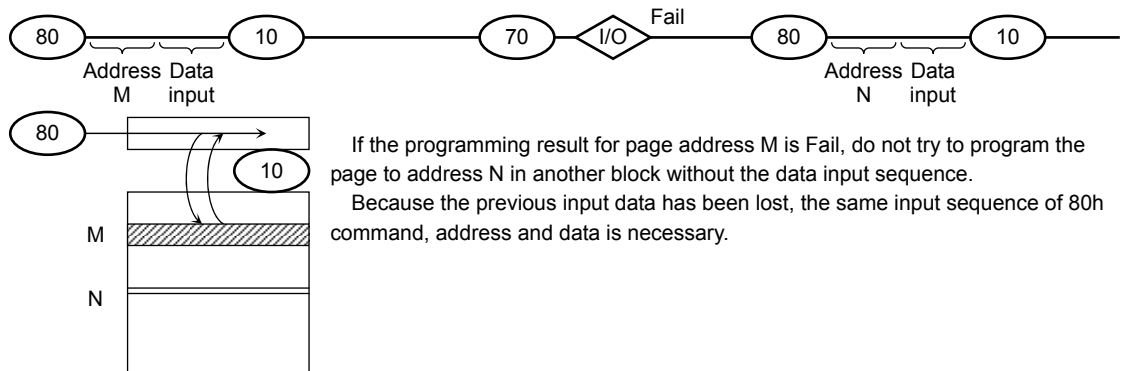 Fail
80 10 70 I/O 80 10
Address Data Address Data
M input N input
80
If the programming result for page address M is Fail, do not try to program the
10
page to address N in another block without the data input sequence.
Because the previous input data has been lost, the same input sequence of 80h
M
command, address and data is necessary.
N